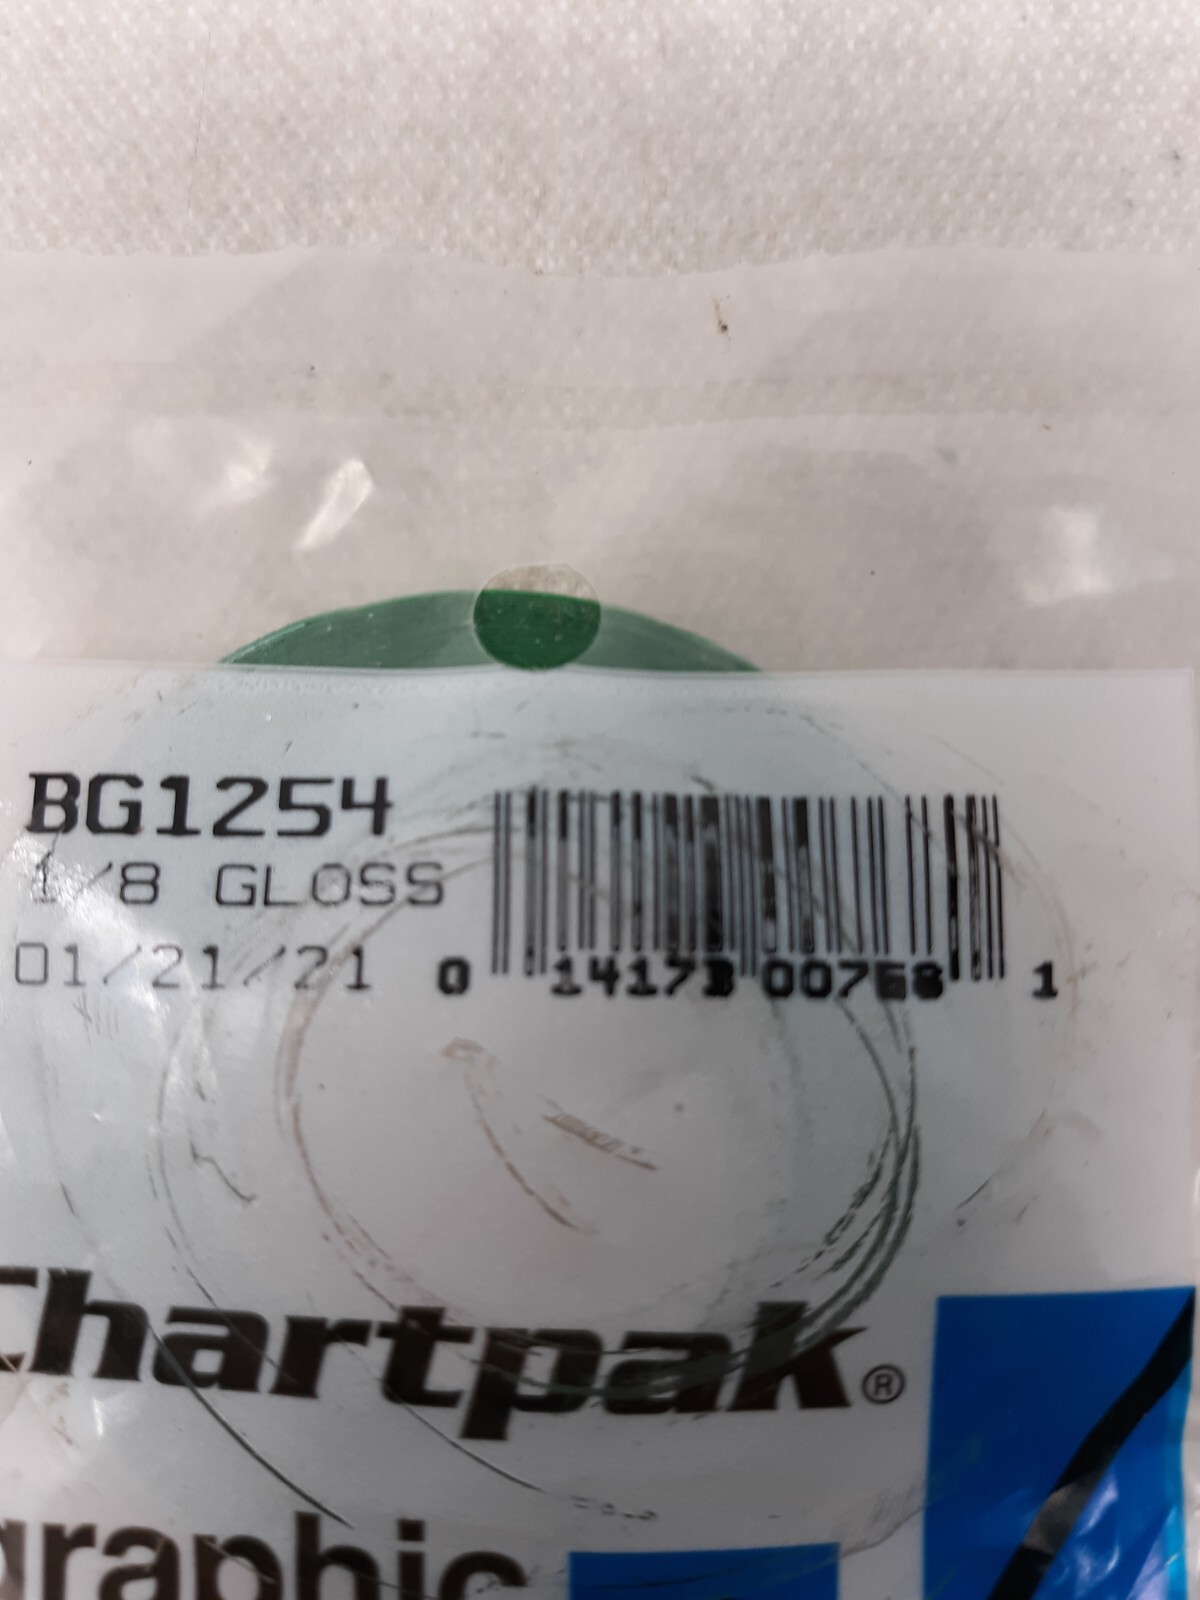 BG1254
1/8 GLOSS
01/21/21
0 14173 00768 1
Chartpak®
graphic